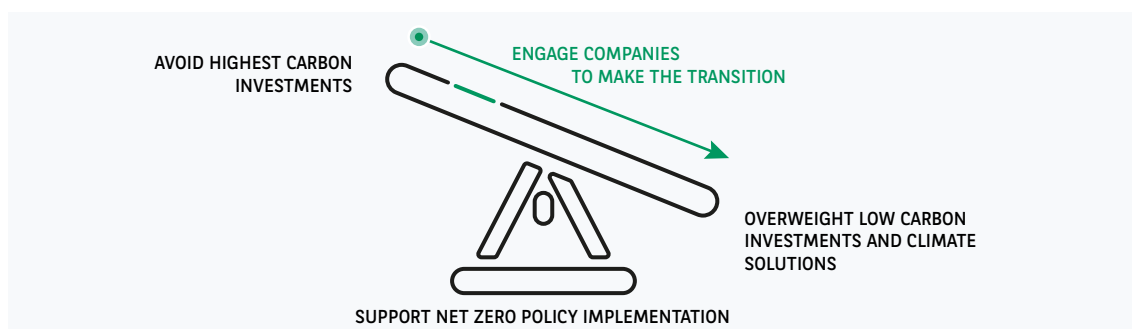 AVOID HIGHEST CARBON
INVESTMENTS
ENGAGE COMPANIES
TO MAKE THE TRANSITION
OVERWEIGHT LOW CARBON
INVESTMENTS AND CLIMATE
SOLUTIONS
SUPPORT NET ZERO POLICY IMPLEMENTATION